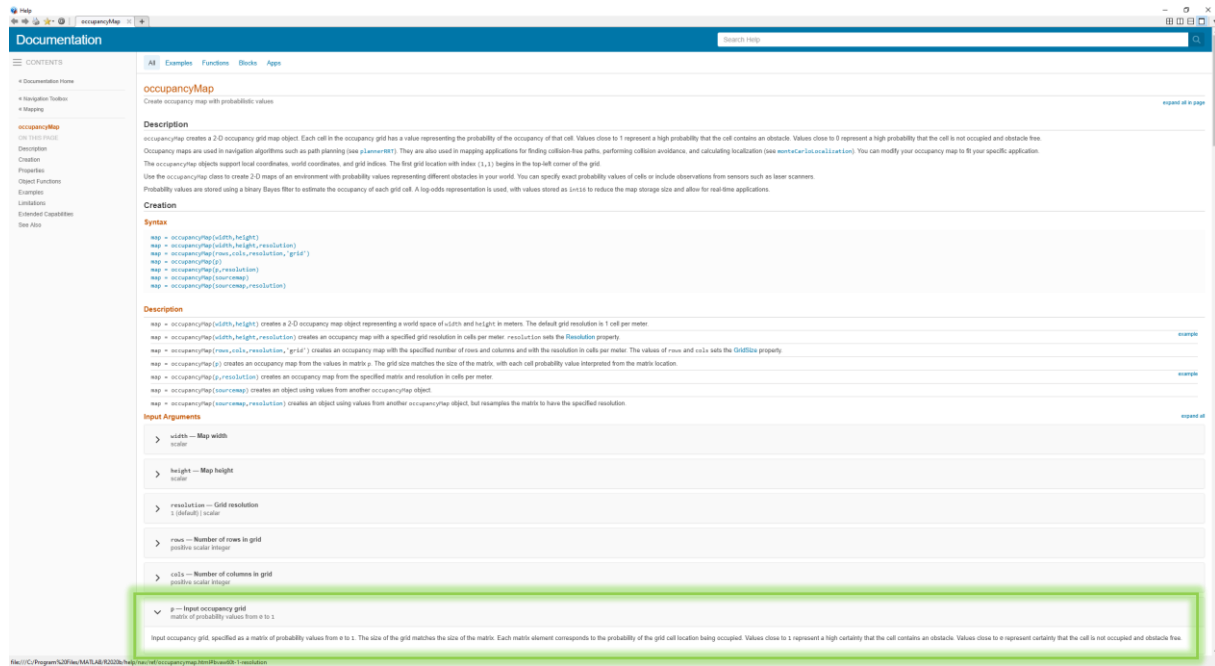 Help
occupancyMap
Documentation
Search Help
CONTENTS
All Examples Functions Blocks Apps
« Documentation Home
« Navigation Toolbox
« Mapping
occupancyMap
ON THIS PAGE
Description
Creation
Properties
Object Functions
Examples
Limitations
Extended Capabilities
See Also
occupancyMap
Create occupancy map with probabilistic values
expand all in page
Description
occupancyMap creates a 2-D occupancy grid map object. Each cell in the occupancy grid has a value representing the probability of the occupancy of that cell. Values close to 1 represent a high probability that the cell contains an obstacle. Values close to 0 represent a high probability that the cell is not occupied and obstacle free.
Occupancy maps are used in navigation algorithms such as path planning (see plannerRRT). They are also used in mapping applications for finding collision-free paths, performing collision avoidance, and calculating localization (see monteCarloLocalization). You can modify your occupancy map to fit your specific application.
The occupancyMap objects support local coordinates, world coordinates, and grid indices. The first grid location with index (1,1) begins in the top-left corner of the grid.
Use the occupancyMap class to create 2-D maps of an environment with probability values representing different obstacles in your world. You can specify exact probability values of cells or include observations from sensors such as laser scanners.
Probability values are stored using a binary Bayes filter to estimate the occupancy of each grid cell. A log-odds representation is used, with values stored as int16 to reduce the map storage size and allow for real-time applications.
Creation
Syntax
map = occupancyMap(width,height)
map = occupancyMap(width,height,resolution)
map = occupancyMap(rows,cols,resolution,'grid')
map = occupancyMap(p)
map = occupancyMap(p,resolution)
map = occupancyMap(sourcemap)
map = occupancyMap(sourcemap,resolution)
Description
map = occupancyMap(width,height) creates a 2-D occupancy map object representing a world space of width and height in meters. The default grid resolution is 1 cell per meter.
map = occupancyMap(width,height,resolution) creates an occupancy map with a specified grid resolution in cells per meter. resolution sets the Resolution property.
example
map = occupancyMap(rows,cols,resolution,'grid') creates an occupancy map with the specified number of rows and columns and with the resolution in cells per meter. The values of rows and cols sets the GridSize property.
map = occupancyMap(p) creates an occupancy map from the values in matrix p. The grid size matches the size of the matrix, with each cell probability value interpreted from the matrix location.
map = occupancyMap(p,resolution) creates an occupancy map from the specified matrix and resolution in cells per meter.
example
map = occupancyMap(sourcemap) creates an object using values from another occupancyMap object.
map = occupancyMap(sourcemap,resolution) creates an object using values from another occupancyMap object, but resamples the matrix to have the specified resolution.
Input Arguments
expand all
width — Map width
scalar
height — Map height
scalar
resolution — Grid resolution
1 (default) | scalar
rows — Number of rows in grid
positive scalar integer
cols — Number of columns in grid
positive scalar integer
p — Input occupancy grid
matrix of probability values from 0 to 1
Input occupancy grid, specified as a matrix of probability values from 0 to 1. The size of the grid matches the size of the matrix. Each matrix element corresponds to the probability of the grid cell location being occupied. Values close to 1 represent a high certainty that the cell contains an obstacle. Values close to 0 represent certainty that the cell is not occupied and obstacle free.